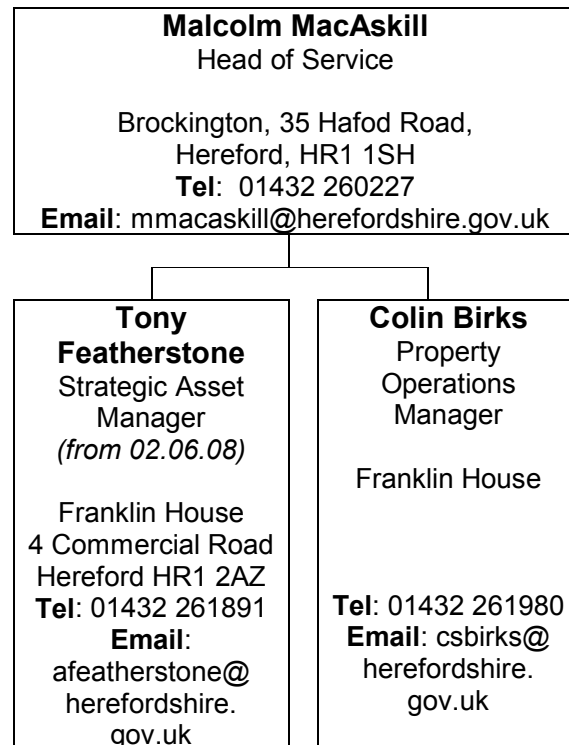 Malcolm MacAskill
Head of Service
Brockington, 35 Hafod Road,
Hereford, HR1 1SH
Tel:  01432 260227
Email: mmacaskill@herefordshire.gov.uk
Tony
Featherstone
Strategic Asset
Manager
(from 02.06.08)
Franklin House
4 Commercial Road
Hereford HR1 2AZ
Tel: 01432 261891
Email:
afeatherstone@
herefordshire.
gov.uk
Colin Birks
Property
Operations
Manager
Franklin House
Tel: 01432 261980
Email: csbirks@
herefordshire.
gov.uk